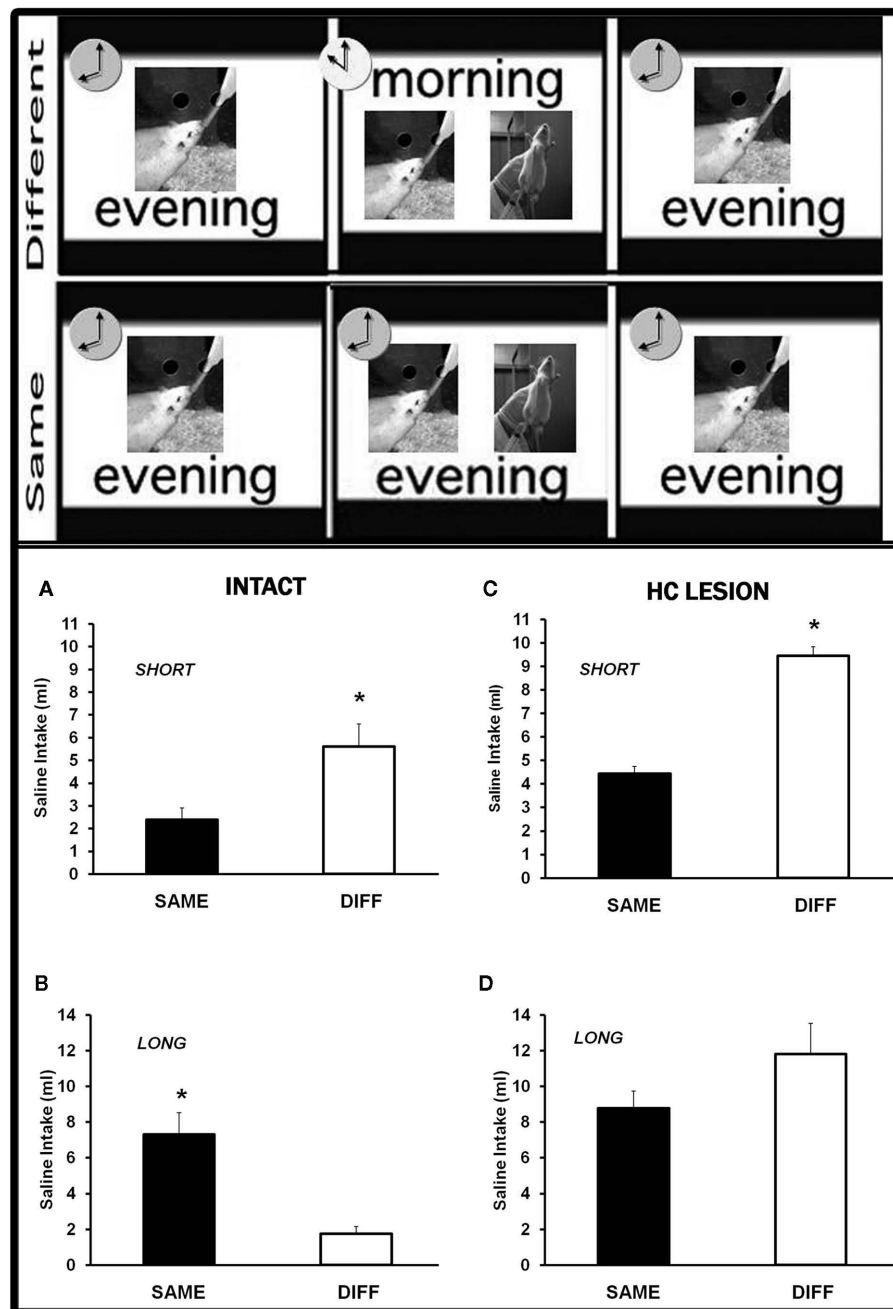 Different
evening
morning
evening
Same
evening
evening
evening
A
INTACT
Saline Intake (ml)
11
10
9
8
7
6
5
4
3
2
1
0
SHORT
*
SAME DIFF
C
HC LESION
Saline Intake (ml)
11
10
9
8
7
6
5
4
3
2
1
0
SHORT
*
SAME DIFF
B
Saline Intake (ml)
14
12
10
8
6
4
2
0
LONG
*
SAME DIFF
D
Saline Intake (ml)
14
12
10
8
6
4
2
0
LONG
SAME DIFF